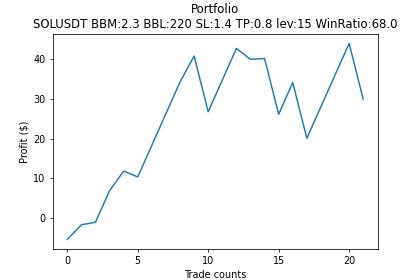 Portfolio
SOLUSDT BBM:2.3 BBL:220 SL:1.4 TP:0.8 lev:15 WinRatio:68.0
40
30
20
10
0
Profit ($)
0 5 10 15 20
Trade counts